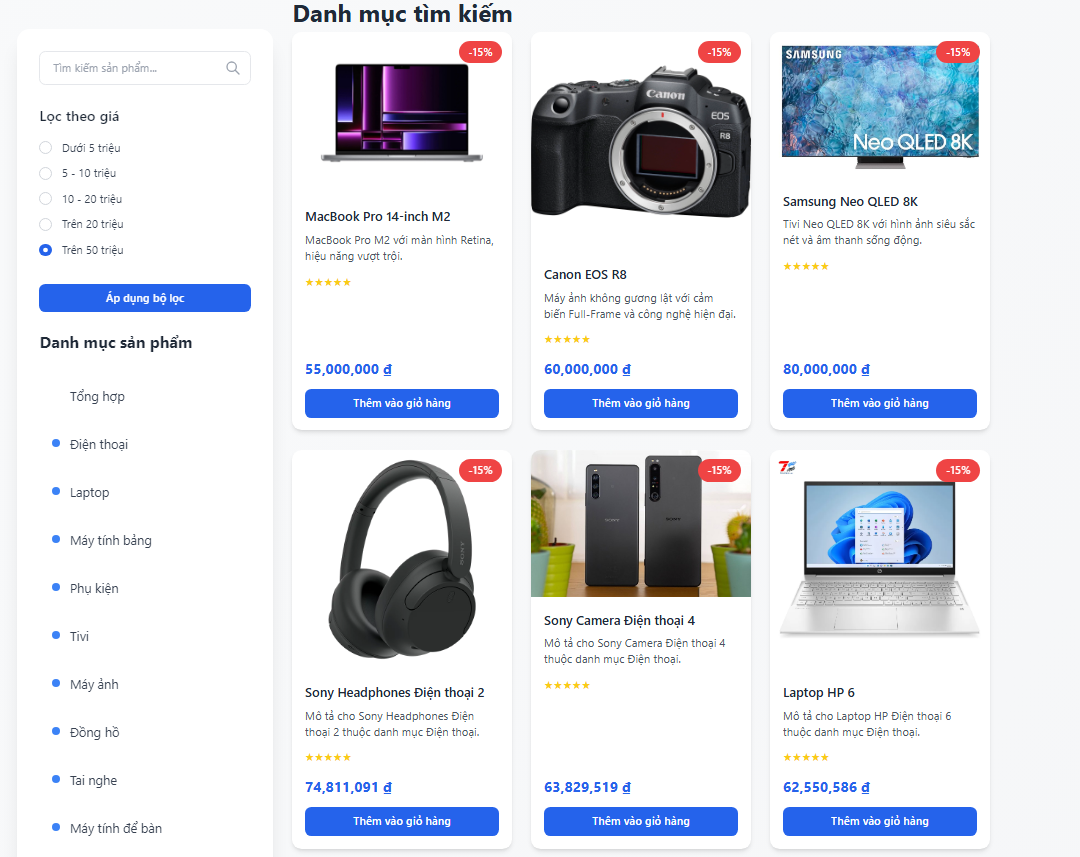 Danh mục tìm kiếm
Tìm kiếm sản phẩm...
Lọc theo giá
Dưới 5 triệu
5 - 10 triệu
10 - 20 triệu
Trên 20 triệu
Trên 50 triệu
Áp dụng bộ lọc
Danh mục sản phẩm
Tổng hợp
Điện thoại
Laptop
Máy tính bảng
Phụ kiện
Tivi
Máy ảnh
Đồng hồ
Tai nghe
Máy tính để bàn
-15%
MacBook Pro 14-inch M2
MacBook Pro M2 với màn hình Retina,
hiệu năng vượt trội.
★★★★★
55,000,000 ₫
Thêm vào giỏ hàng
-15%
Canon
EOS
R8
Canon EOS R8
Máy ảnh không gương lật với cảm
biến Full-Frame và công nghệ hiện đại.
★★★★★
60,000,000 ₫
Thêm vào giỏ hàng
SAMSUNG
-15%
Neo QLED 8K
Samsung Neo QLED 8K
Tivi Neo QLED 8K với hình ảnh siêu sắc
nét và âm thanh sống động.
★★★★★
80,000,000 ₫
Thêm vào giỏ hàng
-15%
SONY
Sony Headphones Điện thoại 2
Mô tả cho Sony Headphones Điện
thoại 2 thuộc danh mục Điện thoại.
★★★★★
74,811,091 ₫
Thêm vào giỏ hàng
-15%
SONY
SONY
Sony Camera Điện thoại 4
Mô tả cho Sony Camera Điện thoại 4
thuộc danh mục Điện thoại.
★★★★★
63,829,519 ₫
Thêm vào giỏ hàng
-15%
Laptop HP 6
Mô tả cho Laptop HP Điện thoại 6
thuộc danh mục Điện thoại.
★★★★★
62,550,586 ₫
Thêm vào giỏ hàng